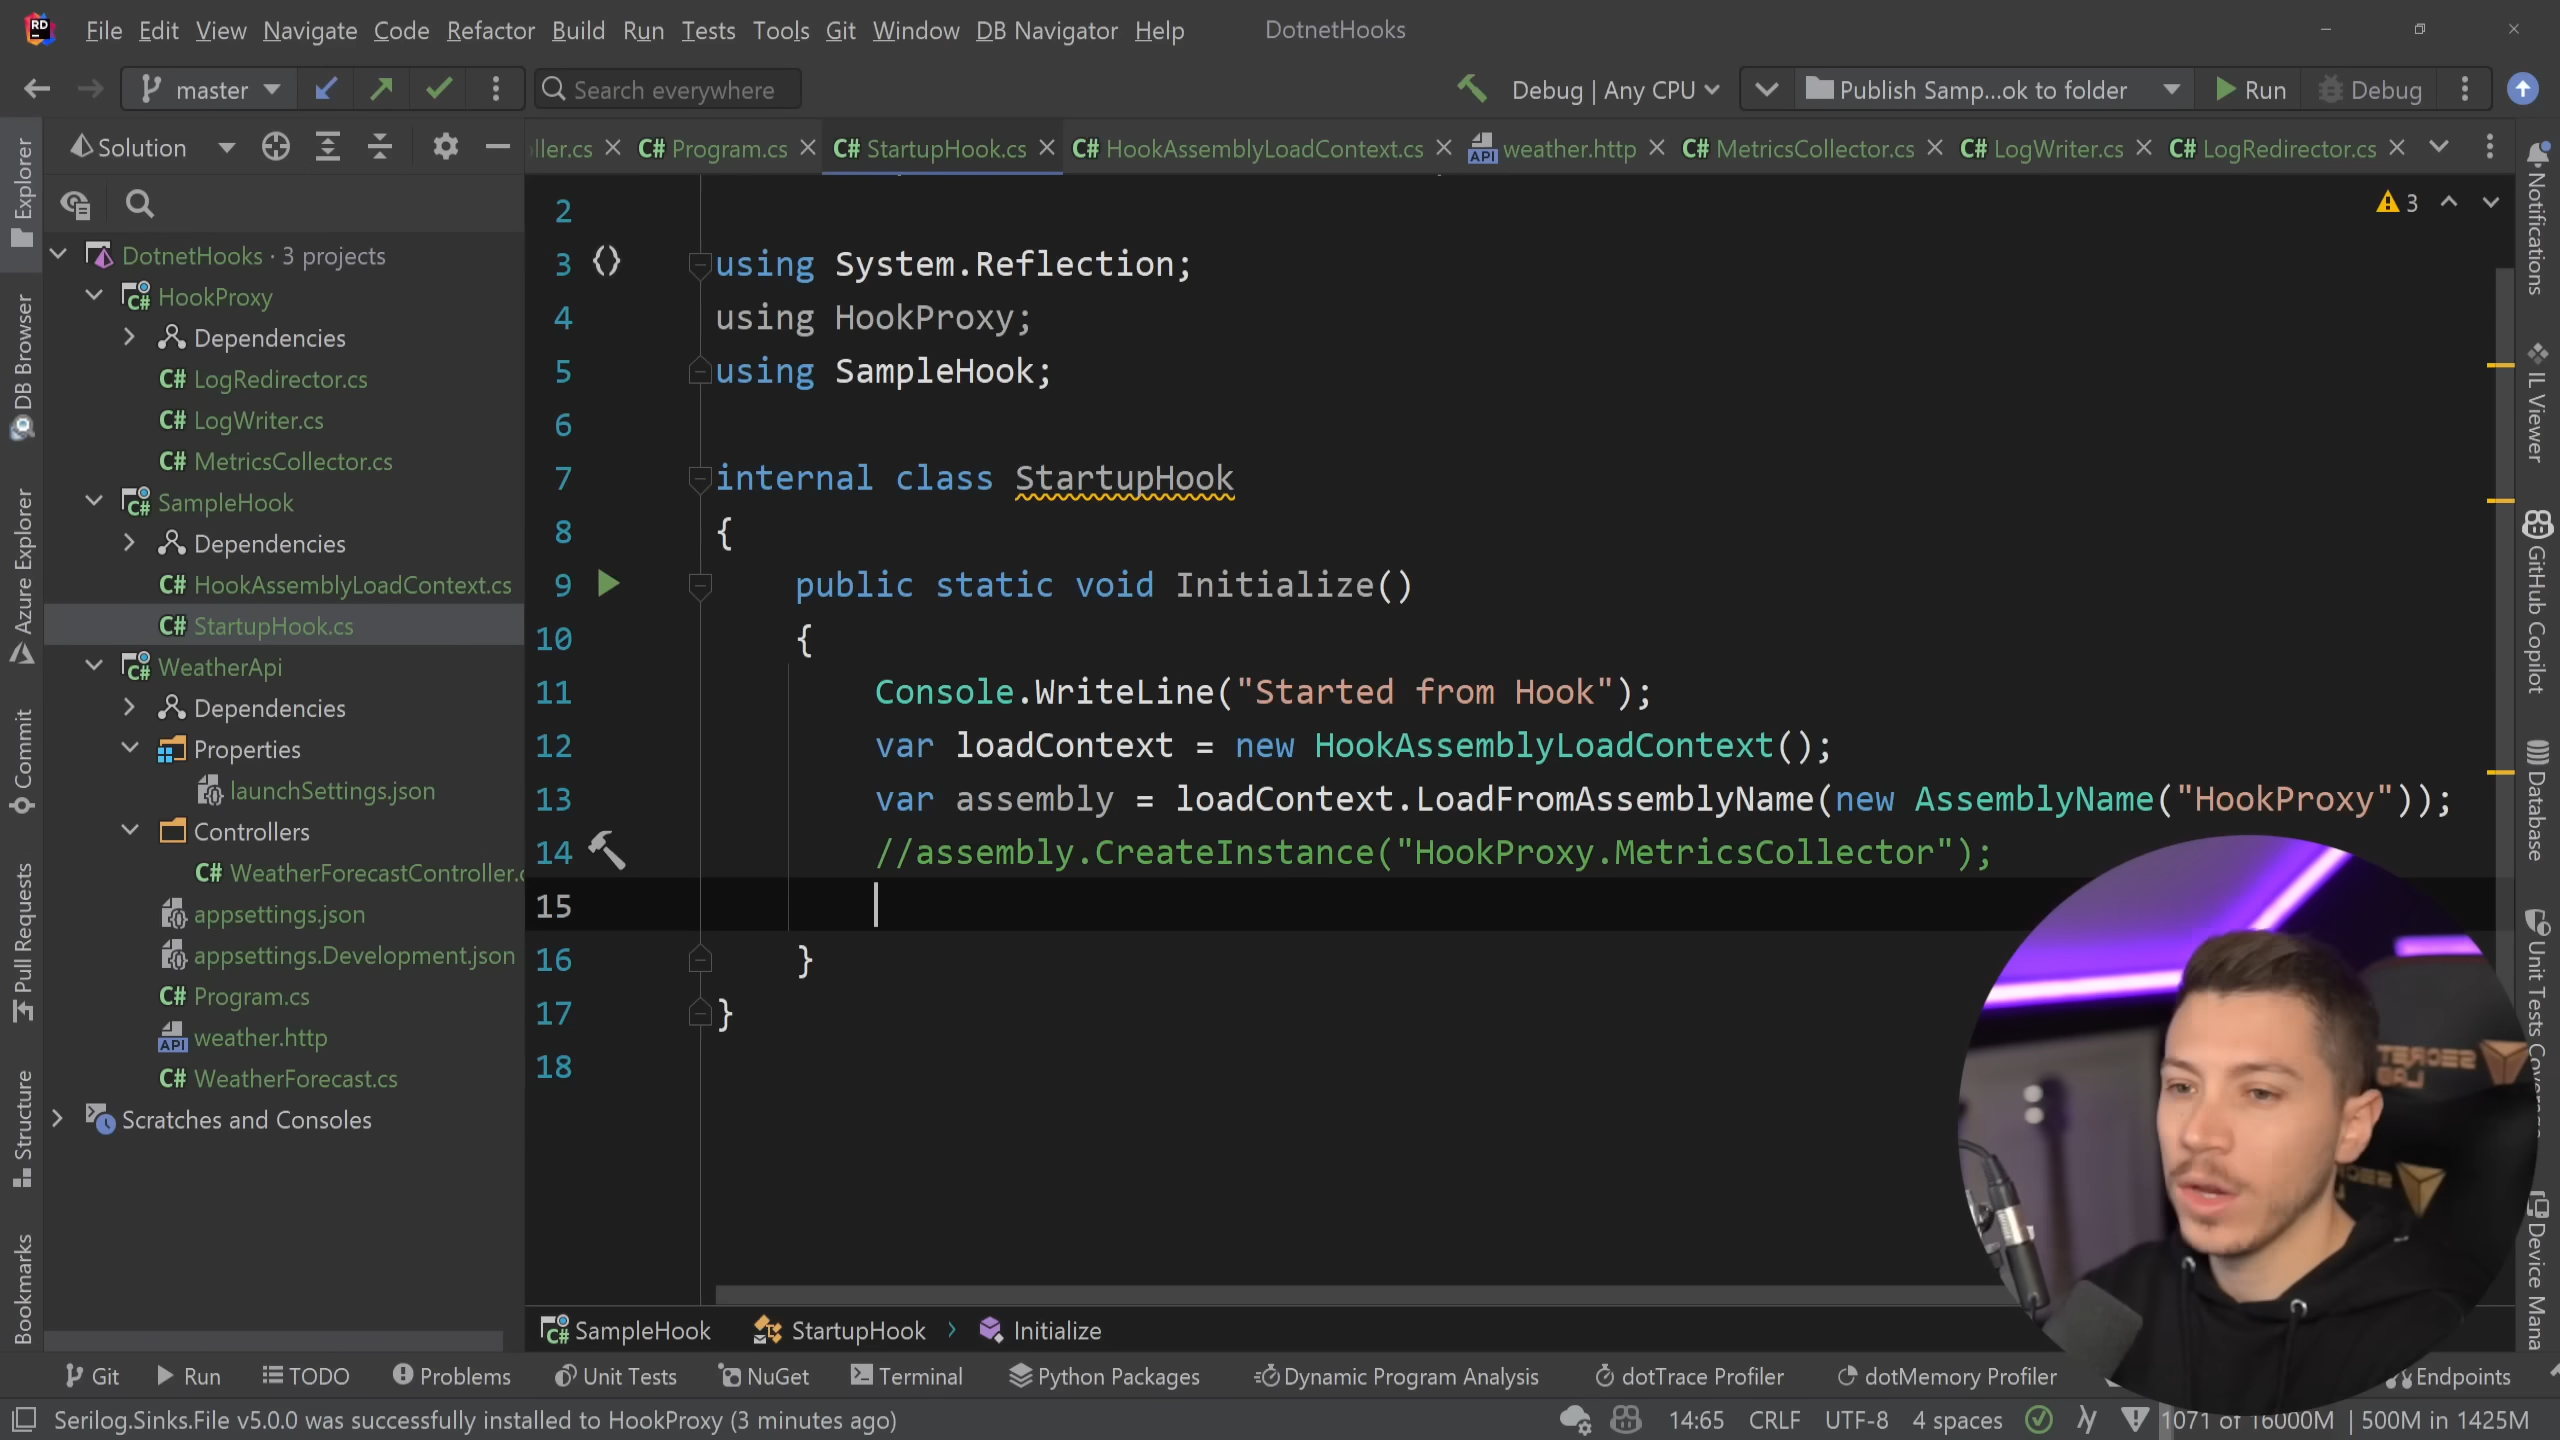 File Edit View Navigate Code Refactor Build Run Tests Tools Git Window DB Navigator Help DotnetHooks
master Search everywhere Debug | Any CPU Publish Samp...ok to folder Run Debug
Solution
ller.cs Program.cs StartupHook.cs HookAssemblyLoadContext.cs weather.http MetricsCollector.cs LogWriter.cs LogRedirector.cs
Explorer
DB Browser
Azure Explorer
Commit
Pull Requests
Structure
Bookmarks
DotnetHooks · 3 projects
HookProxy
Dependencies
LogRedirector.cs
LogWriter.cs
MetricsCollector.cs
SampleHook
Dependencies
HookAssemblyLoadContext.cs
StartupHook.cs
WeatherApi
Dependencies
Properties
launchSettings.json
Controllers
WeatherForecastController.c
appsettings.json
appsettings.Development.json
Program.cs
weather.http
WeatherForecast.cs
Scratches and Consoles
3
2
3 using System.Reflection;
4 using HookProxy;
5 using SampleHook;
6
7 internal class StartupHook
8 {
9 public static void Initialize()
10 {
11 Console.WriteLine("Started from Hook");
12 var loadContext = new HookAssemblyLoadContext();
13 var assembly = loadContext.LoadFromAssemblyName(new AssemblyName("HookProxy"));
14 //assembly.CreateInstance("HookProxy.MetricsCollector");
15
16 }
17 }
18
Notifications
IL Viewer
GitHub Copilot
Database
Unit Tests Coverage
Device Mana
SECRET
LAB
SampleHook StartupHook Initialize
Git Run TODO Problems Unit Tests NuGet Terminal Python Packages Dynamic Program Analysis dotTrace Profiler dotMemory Profiler Endpoints
Serilog.Sinks.File v5.0.0 was successfully installed to HookProxy (3 minutes ago) 14:65 CRLF UTF-8 4 spaces 1071 of 16000M | 500M in 1425M